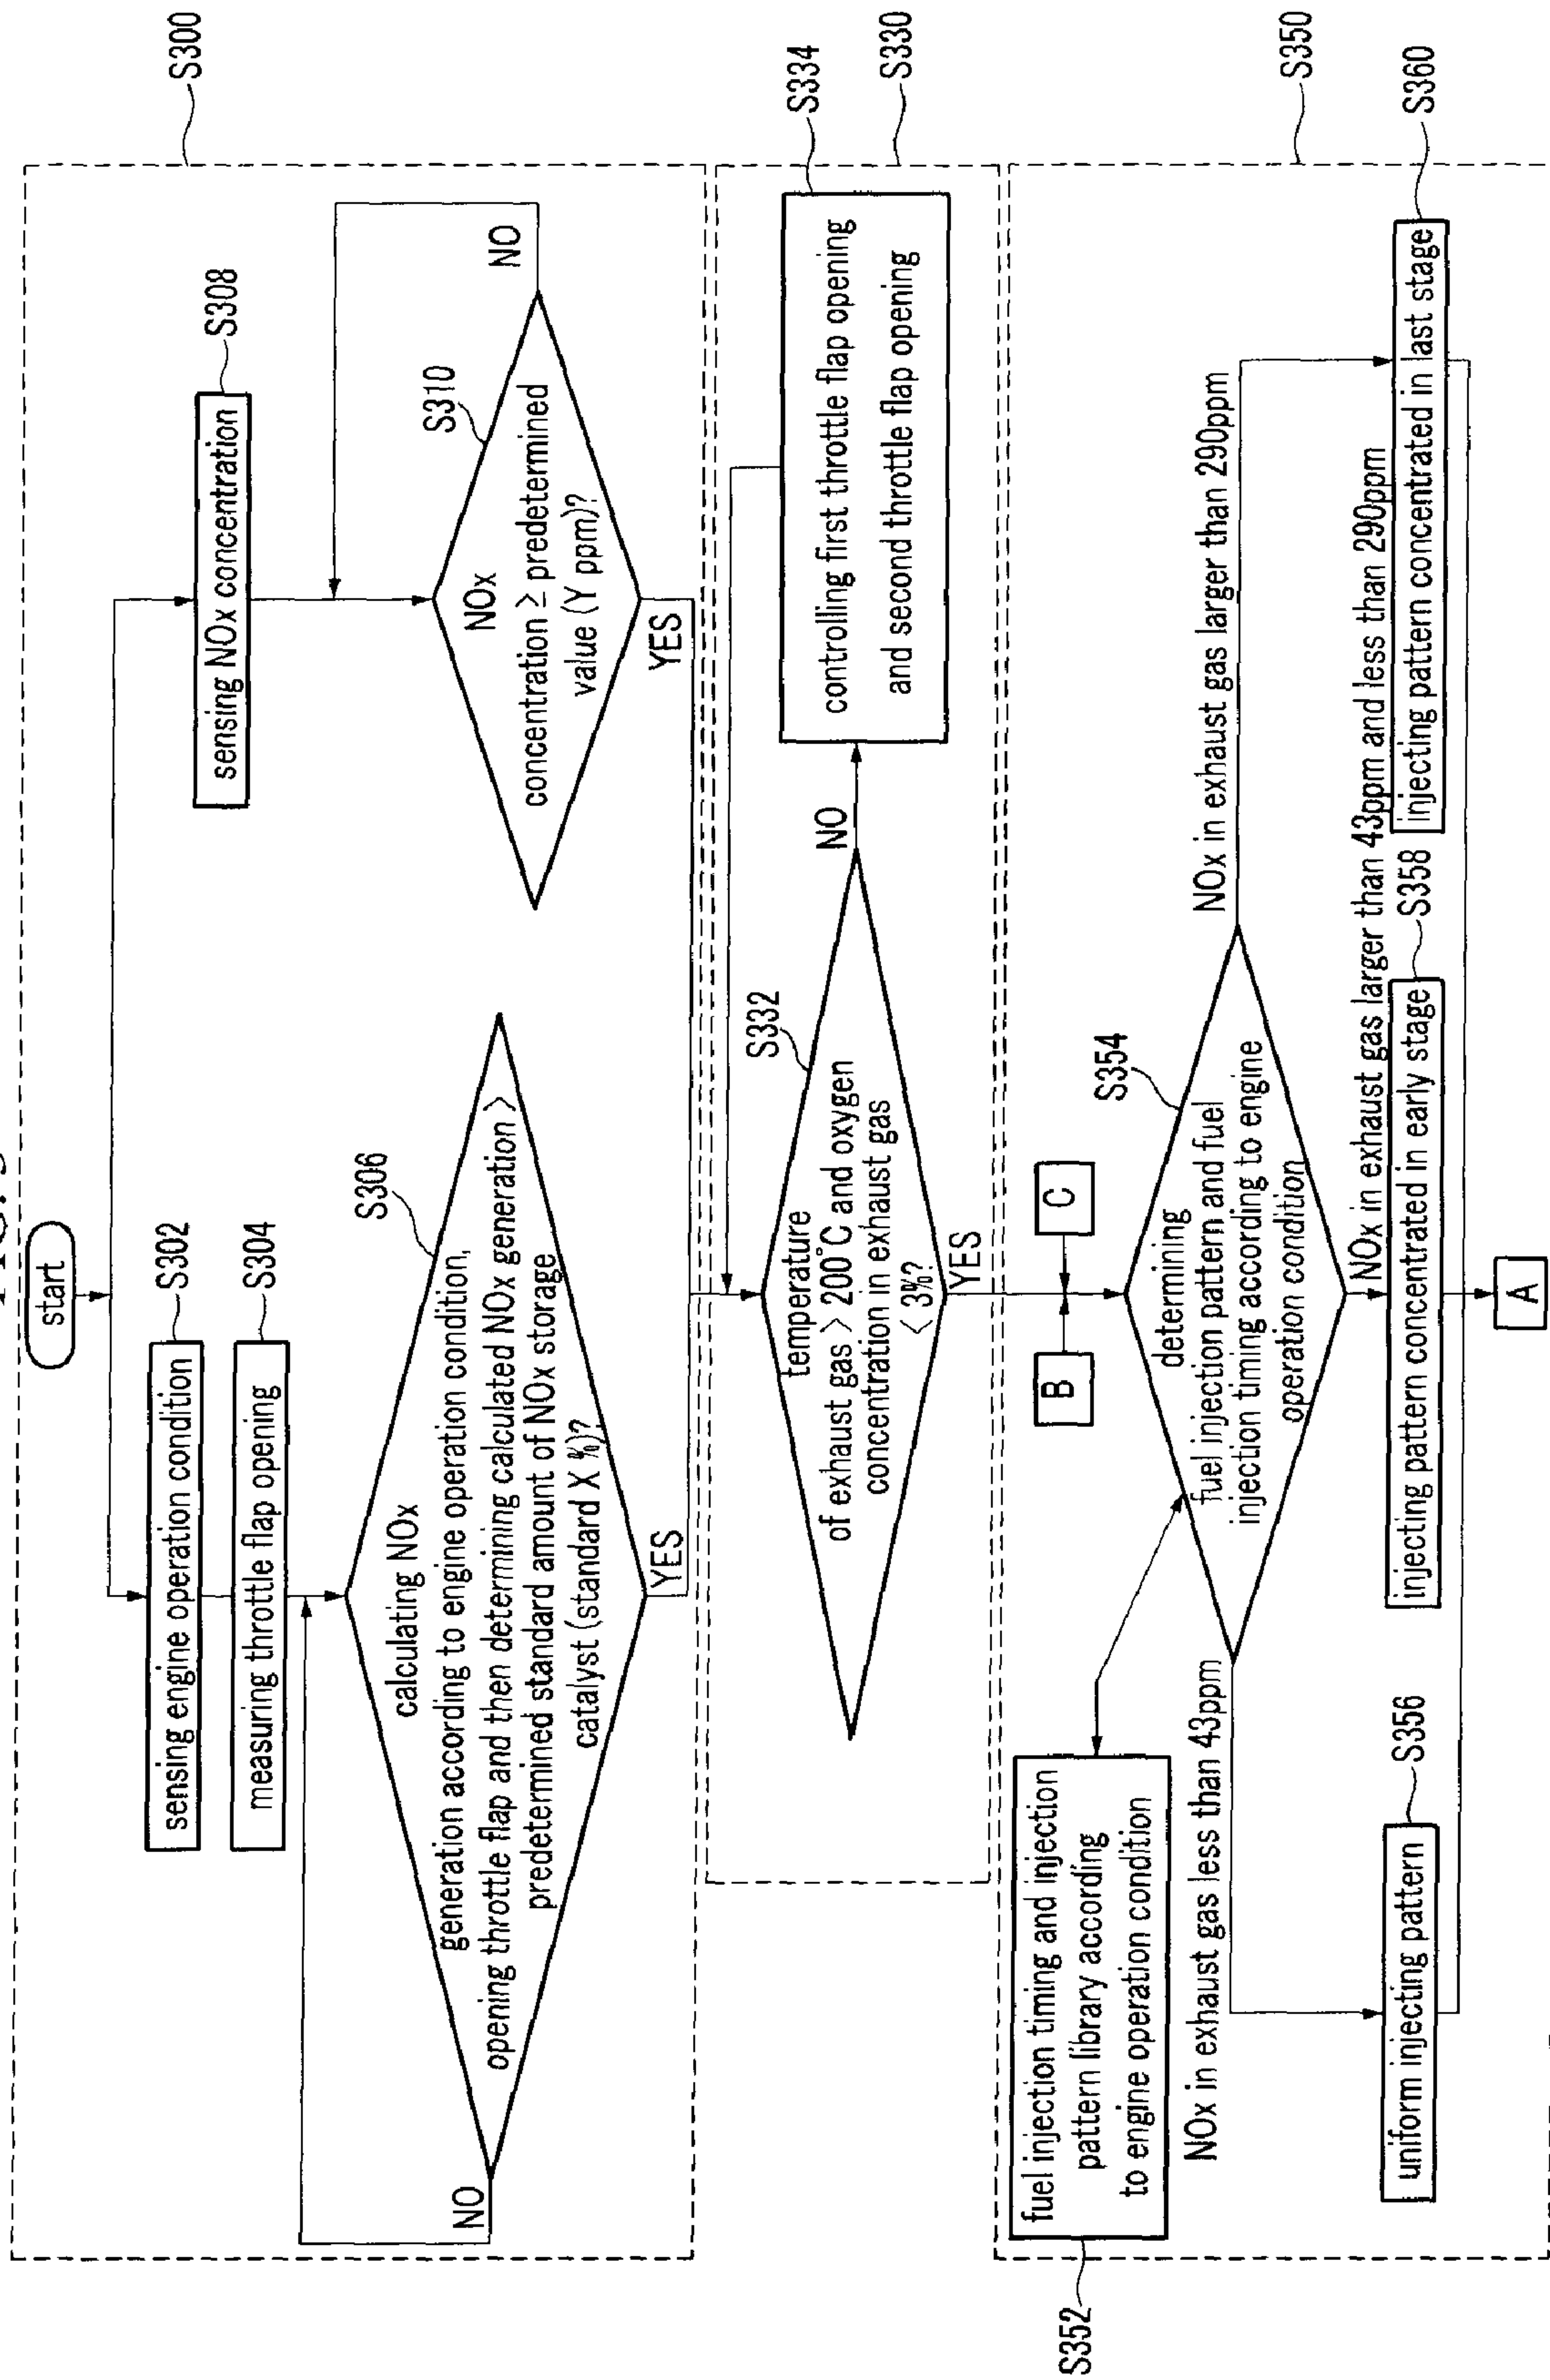 start
sensing engine operation condition
S302
measuring throttle flap opening
S304
calculating NOx
generation according to engine operation condition,
opening throttle flap and then determining calculated NOx generation >
predetermined standard amount of NOx storage
catalyst (standard X %)?
S306
NO
YES
sensing NOx concentration
S308
NOx
concentration ≥ predetermined
value (Y ppm)?
S310
NO
YES
S300
temperature
of exhaust gas > 200°C and oxygen
concentration in exhaust gas
< 3%?
S332
NO
YES
controlling first throttle flap opening
and second throttle flap opening
S334
S330
B
C
fuel injection timing and injection
pattern library according
to engine operation condition
S352
determining
fuel injection pattern and fuel
injection timing according to engine
operation condition
S354
NOx in exhaust gas less than 43ppm
NOx in exhaust gas larger than 43ppm and less than 290ppm
NOx in exhaust gas larger than 290ppm
uniform injecting pattern
S356
injecting pattern concentrated in early stage
S358
injecting pattern concentrated in last stage
S360
S350
A